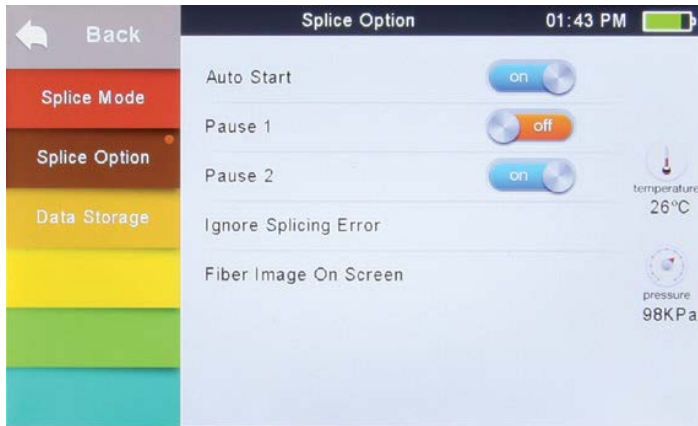 Back
Splice Option
01:43 PM
Splice Mode
Splice Option
Data Storage
Auto Start
on
Pause 1
off
Pause 2
on
Ignore Splicing Error
Fiber Image On Screen
temperature
26°C
pressure
98KPa